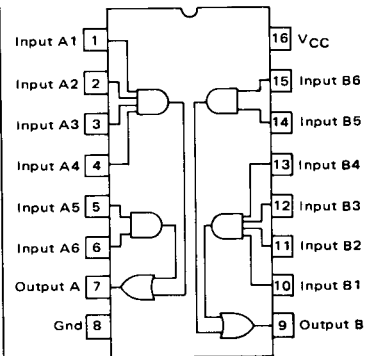 Input A1 1
Input A2 2
Input A3 3
Input A4 4
Input A5 5
Input A6 6
Output A 7
Gnd 8
16 VCC
15 Input B6
14 Input B5
13 Input B4
12 Input B3
11 Input B2
10 Input B1
9 Output B